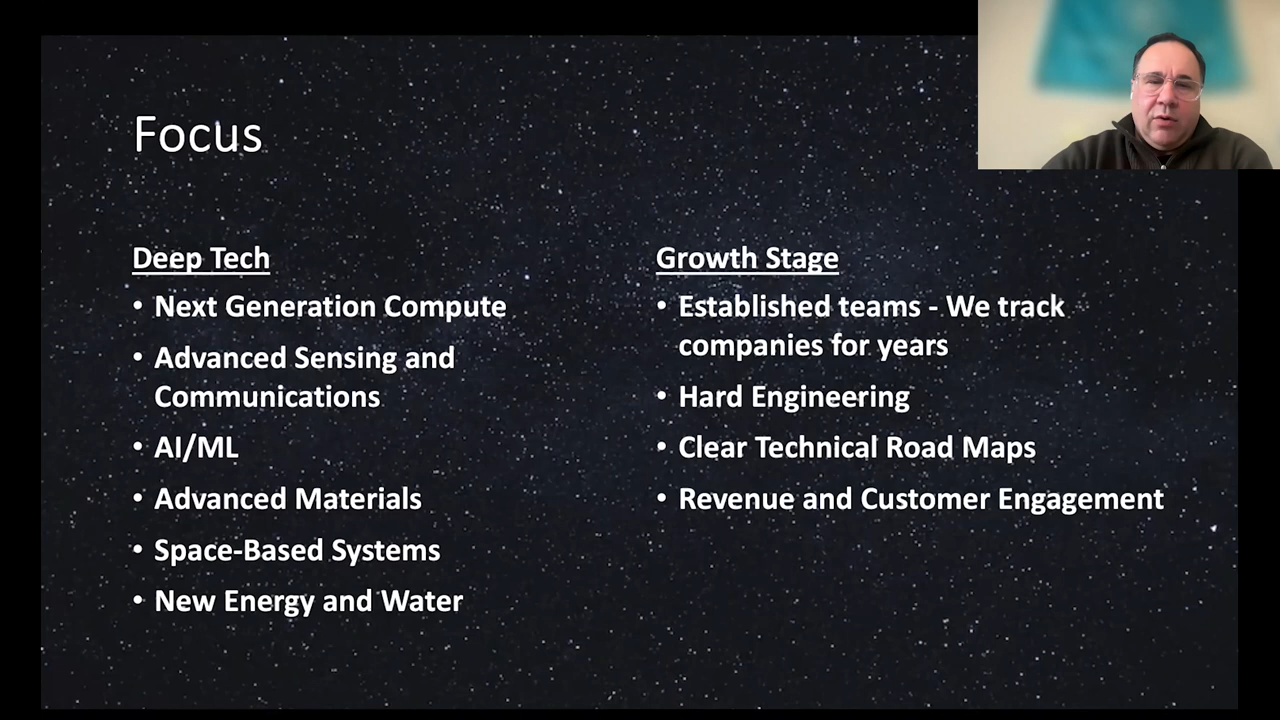 Focus
Deep Tech
• Next Generation Compute
• Advanced Sensing and
Communications
• AI/ML
• Advanced Materials
• Space-Based Systems
• New Energy and Water
Growth Stage
• Established teams - We track
companies for years
• Hard Engineering
• Clear Technical Road Maps
• Revenue and Customer Engagement